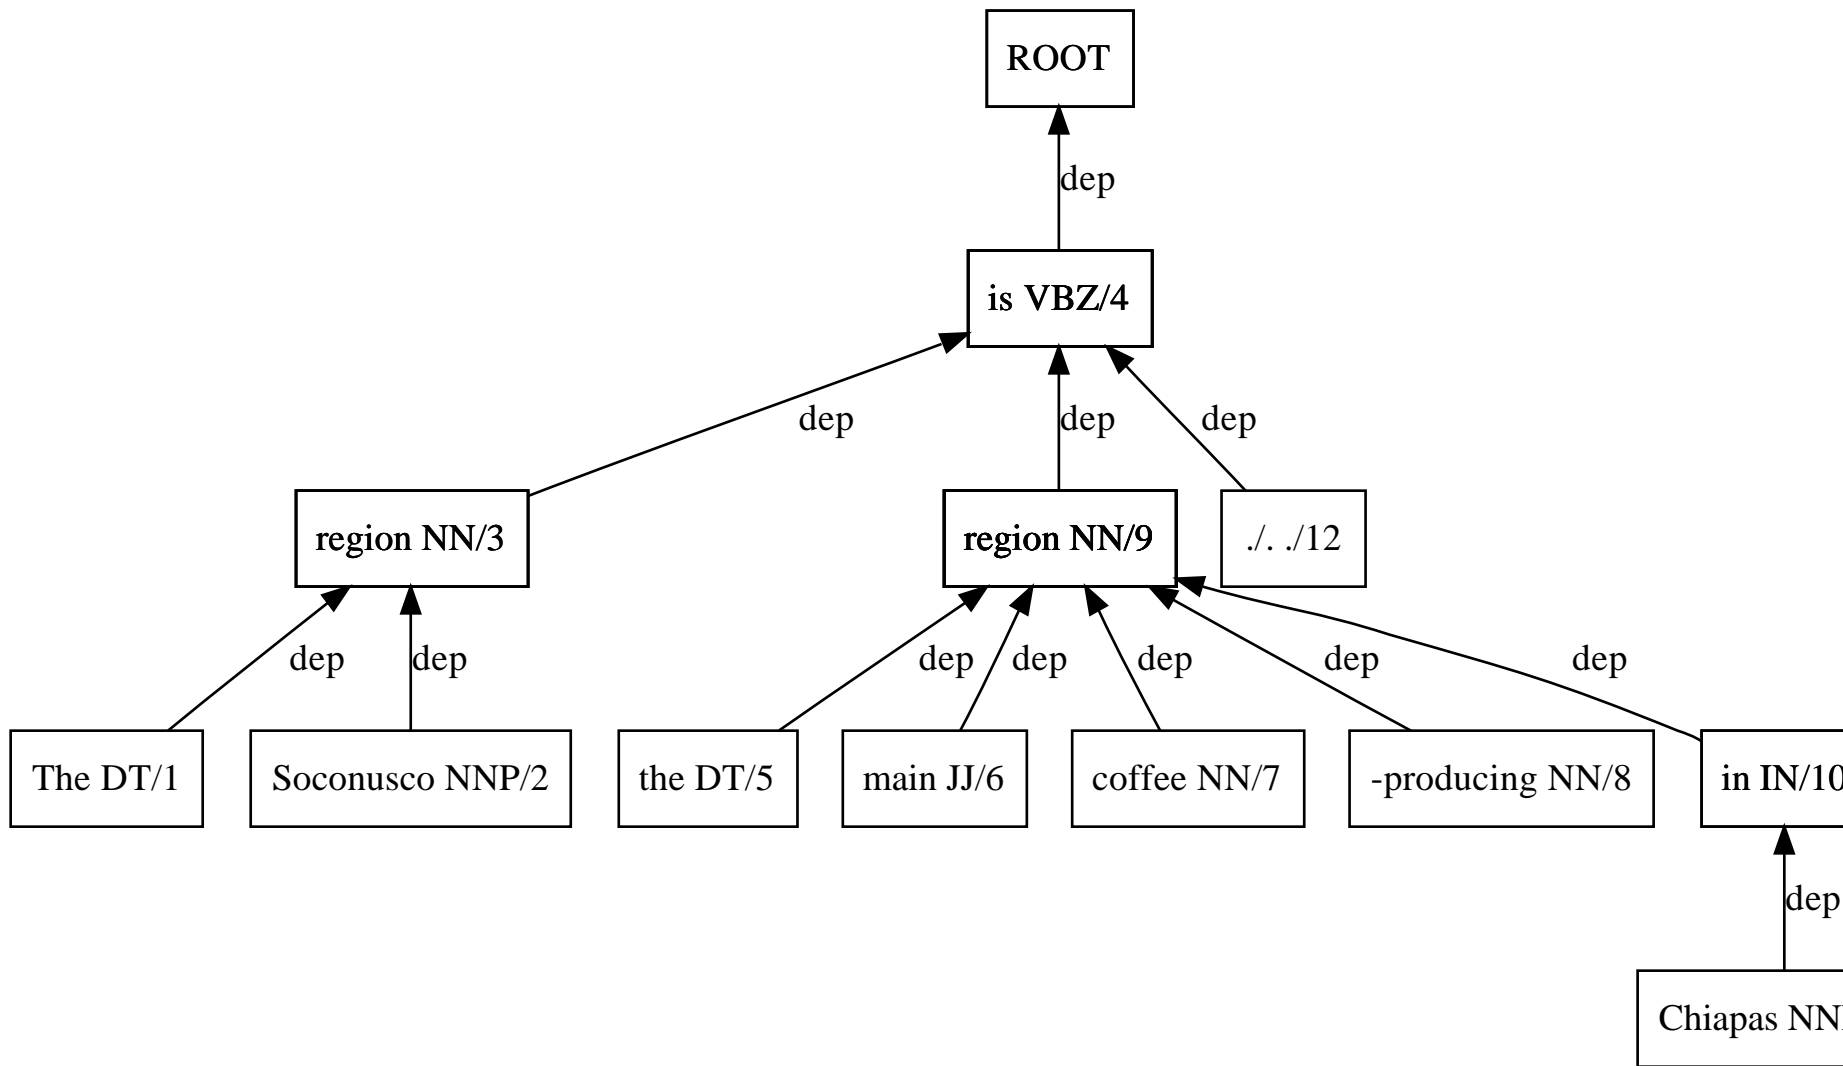 ROOT
dep
is VBZ/4
dep dep dep
region NN/3 region NN/9 ./. ./12
dep dep dep dep dep dep dep
The DT/1 Soconusco NNP/2 the DT/5 main JJ/6 coffee NN/7 -producing NN/8 in IN/10
dep
Chiapas